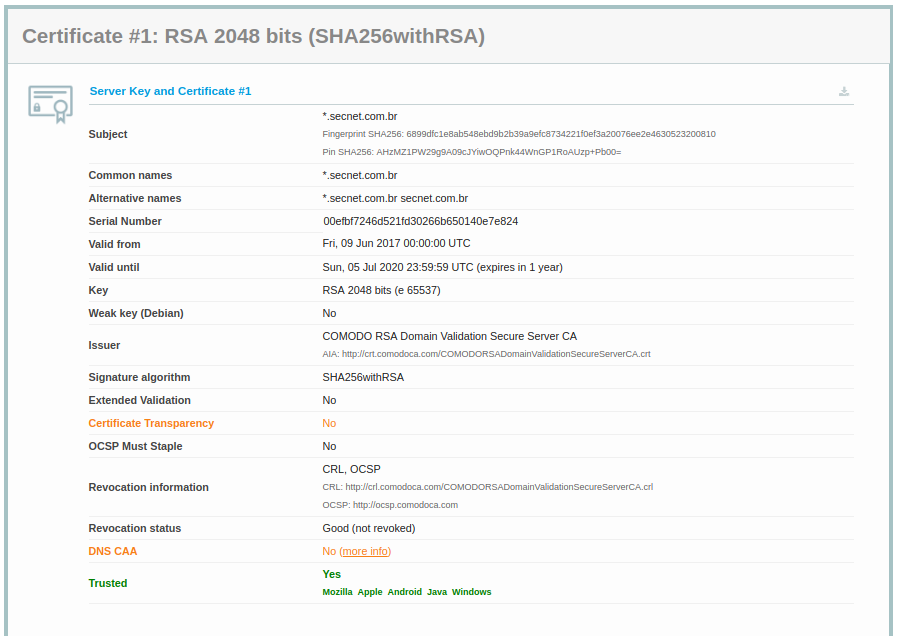 Certificate #1: RSA 2048 bits (SHA256withRSA)
Server Key and Certificate #1
Subject
*.secnet.com.br
Fingerprint SHA256: 6899dfc1e8ab548ebd9b2b39a9efc8734221f0ef3a20076ee2e4630523200810
Pin SHA256: AHzMZ1PW29g9A09cJYiwOQPnk44WnGP1RoAUzp+Pb00=
Common names *.secnet.com.br
Alternative names *.secnet.com.br secnet.com.br
Serial Number 00efbf7246d521fd30266b650140e7e824
Valid from Fri, 09 Jun 2017 00:00:00 UTC
Valid until Sun, 05 Jul 2020 23:59:59 UTC (expires in 1 year)
Key RSA 2048 bits (e 65537)
Weak key (Debian) No
Issuer
COMODO RSA Domain Validation Secure Server CA
AIA: http://crt.comodoca.com/COMODORSADomainValidationSecureServerCA.crt
Signature algorithm SHA256withRSA
Extended Validation No
Certificate Transparency No
OCSP Must Staple No
Revocation information
CRL, OCSP
CRL: http://crl.comodoca.com/COMODORSADomainValidationSecureServerCA.crl
OCSP: http://ocsp.comodoca.com
Revocation status Good (not revoked)
DNS CAA No (more info)
Trusted
Yes
Mozilla Apple Android Java Windows